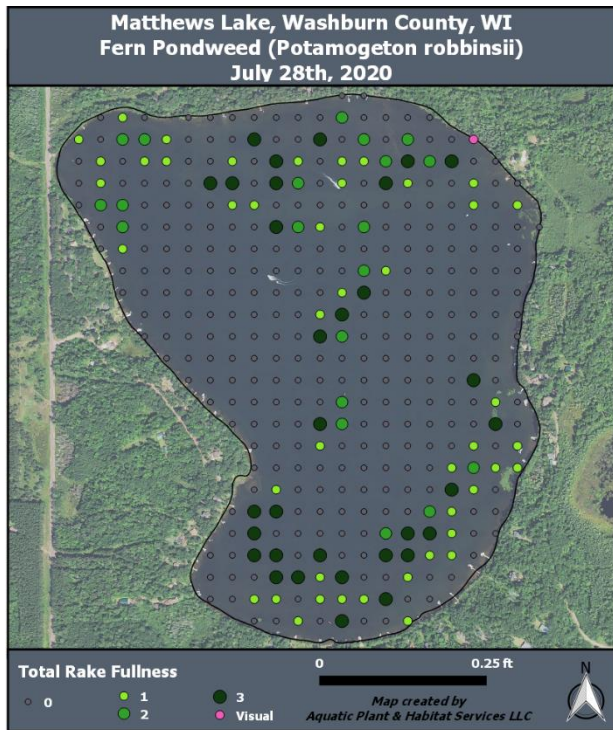 Matthews Lake, Washburn County, WI
Fern Pondweed (Potamogeton robbinsii)
July 28th, 2020
Total Rake Fullness
0
1
2
3
Visual
0 0.25 ft
Map created by
Aquatic Plant & Habitat Services LLC
N